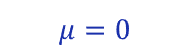 μ = 0